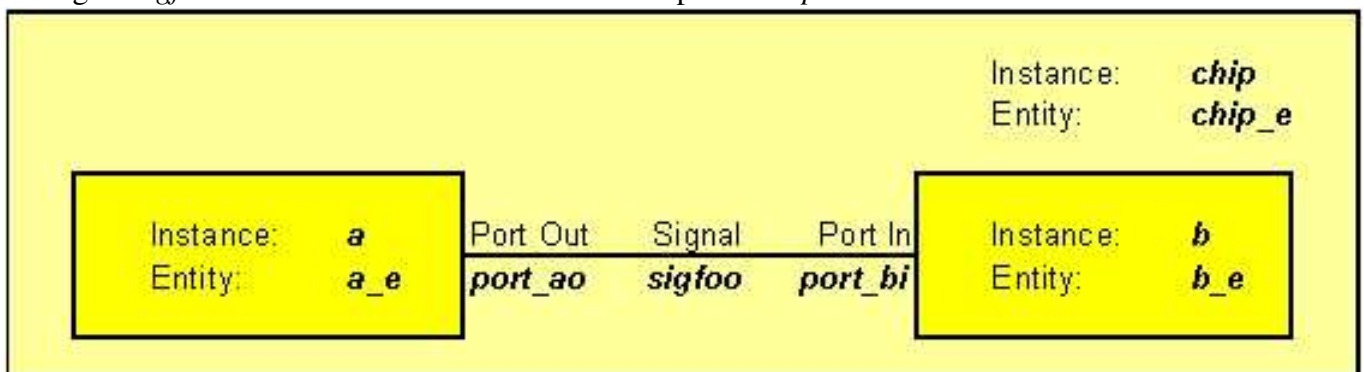 Instance: chip
Entity: chip_e
Instance: a
Entity: a_e
Port Out Signal Port In
port_ao sigfoo port_bi
Instance: b
Entity: b_e